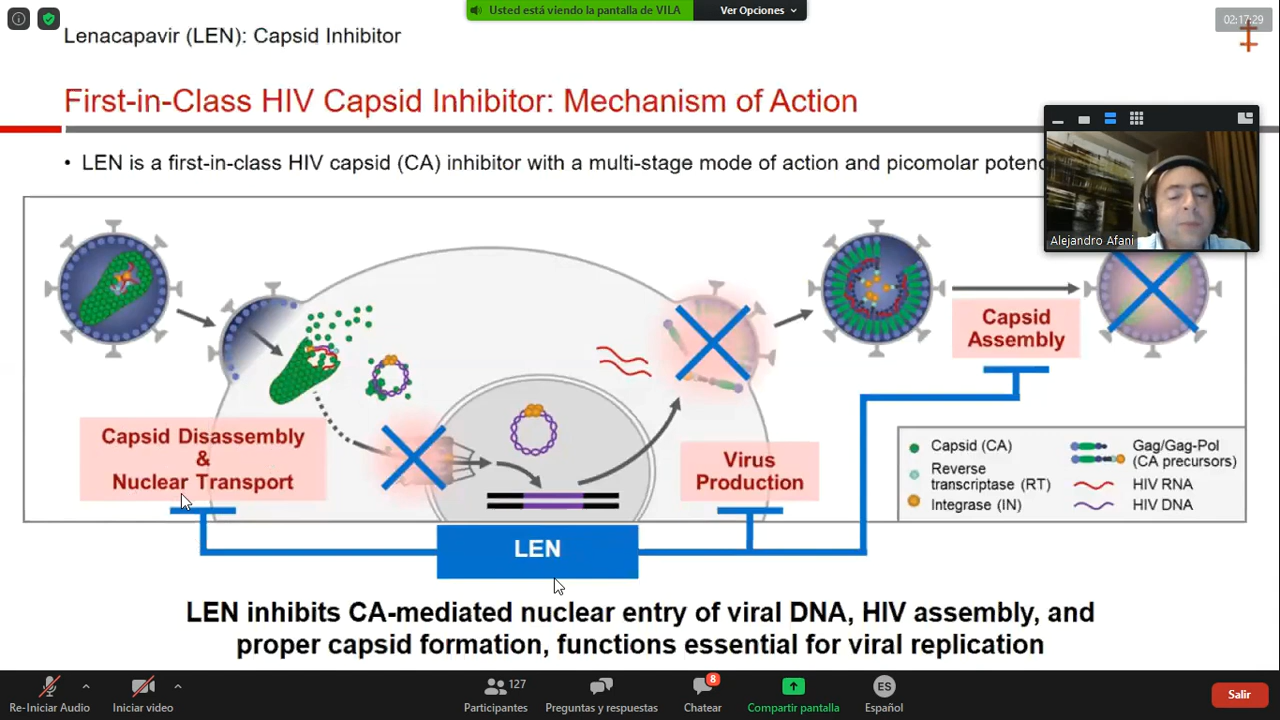 Usted está viendo la pantalla de VILA
Ver Opciones
02:17:29
Lenacapavir (LEN): Capsid Inhibitor
First-in-Class HIV Capsid Inhibitor: Mechanism of Action
• LEN is a first-in-class HIV capsid (CA) inhibitor with a multi-stage mode of action and picomolar
Alejandro Afani
Capsid
Assembly
Capsid Disassembly
&
Nuclear Transport
Virus
Production
Capsid (CA)
Reverse
transcriptase (RT)
Integrase (IN)
Gag/Gag-Pol
(CA precursors)
HIV RNA
HIV DNA
LEN
LEN inhibits CA-mediated nuclear entry of viral DNA, HIV assembly, and
proper capsid formation, functions essential for viral replication
Re-Iniciar Audio
Iniciar video
127
Participantes
Preguntas y respuestas
8
Chatear
Compartir pantalla
ES
Español
Salir